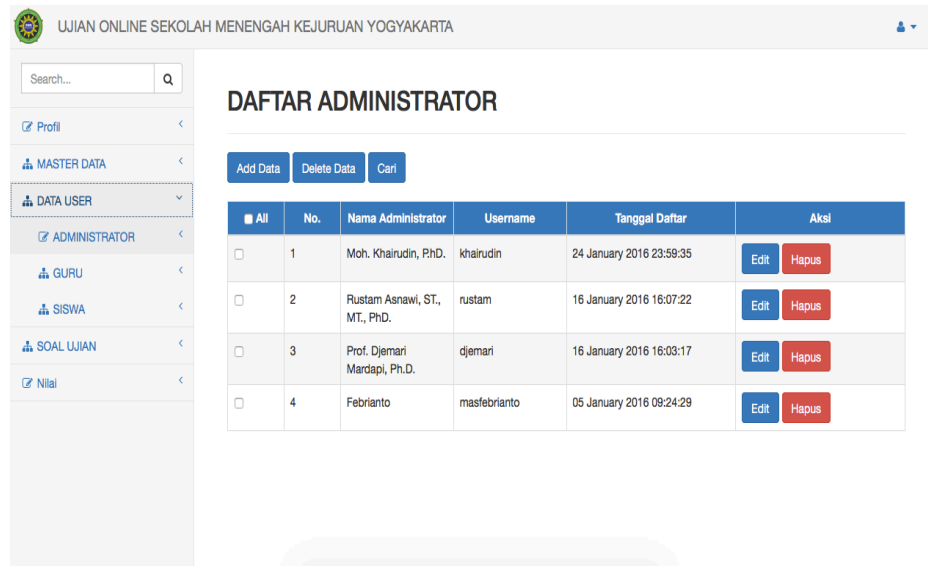 UJIAN ONLINE SEKOLAH MENENGAH KEJURUAN YOGYAKARTA
Search...
Profil
MASTER DATA
DATA USER
ADMINISTRATOR
GURU
SISWA
SOAL UJIAN
Nilai
DAFTAR ADMINISTRATOR
Add Data Delete Data Cari
All No. Nama Administrator Username Tanggal Daftar Aksi
1 Moh. Khairudin, P.hD. khairudin 24 January 2016 23:59:35 Edit Hapus
2 Rustam Asnawi, ST., rustam 16 January 2016 16:07:22 Edit Hapus
MT., PhD.
3 Prof. Djemari djemari 16 January 2016 16:03:17 Edit Hapus
Mardapi, Ph.D.
4 Febrianto masfebrianto 05 January 2016 09:24:29 Edit Hapus